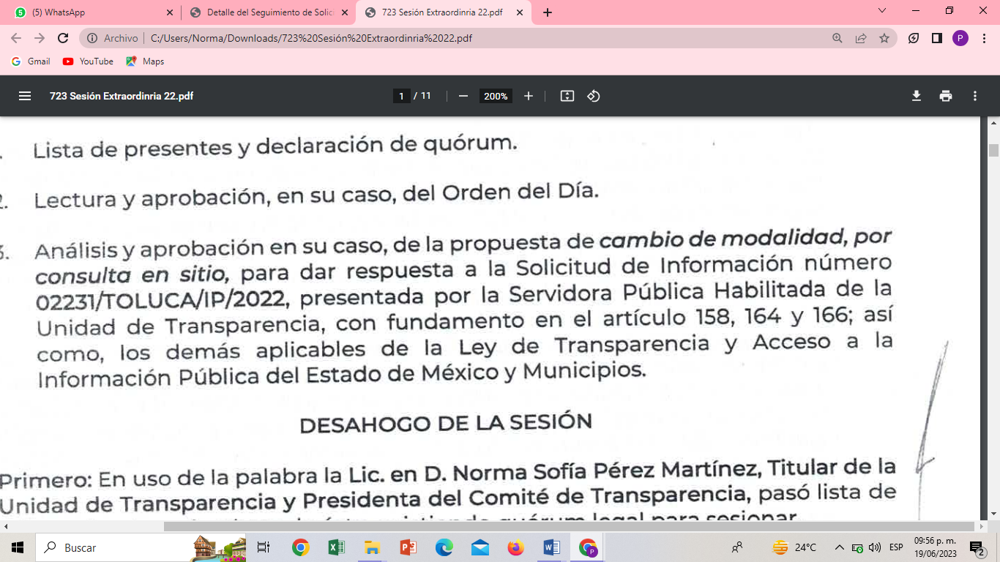 (5) WhatsApp
Detalle del Seguimiento de Solic
723 Sesión Extraordinria 22.pdf
Archivo
C:/Users/Norma/Downloads/723%20Sesión%20Extraordinria%2022.pdf
P
Gmail
YouTube
Maps
723 Sesión Extraordinria 22.pdf
1 / 11
200%
Lista de presentes y declaración de quórum.
2. Lectura y aprobación, en su caso, del Orden del Día.
3. Análisis y aprobación en su caso, de la propuesta de cambio de modalidad, por
consulta en sitio, para dar respuesta a la Solicitud de Información número
02231/TOLUCA/IP/2022, presentada por la Servidora Pública Habilitada de la
Unidad de Transparencia, con fundamento en el artículo 158, 164 y 166; así
como, los demás aplicables de la Ley de Transparencia y Acceso a la
Información Pública del Estado de México y Municipios.
DESAHOGO DE LA SESIÓN
Primero: En uso de la palabra la Lic. en D. Norma Sofía Pérez Martínez, Titular de la
Unidad de Transparencia y Presidenta del Comité de Transparencia, pasó lista de
quórum legal para sesionar
Buscar
24°C
ESP
09:56 p. m.
19/06/2023
2